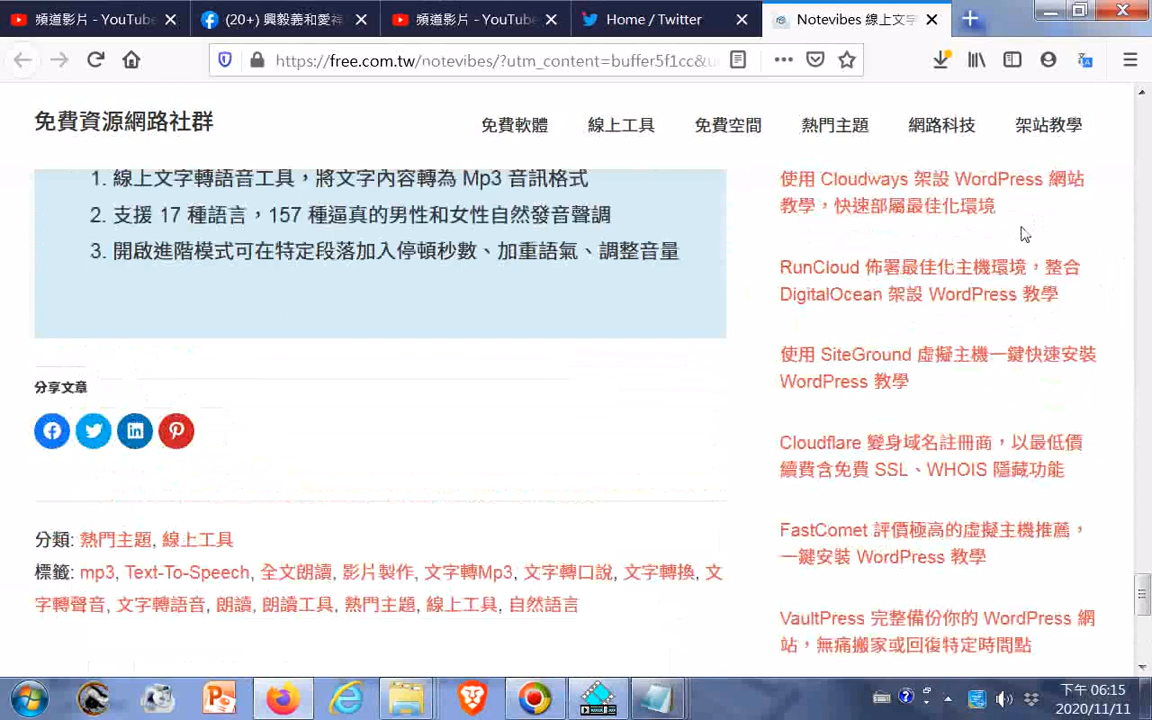 頻道影片 - YouTube
(20+) 興毅義和愛祥
頻道影片 - YouTube
Home / Twitter
Notevibes 線上文字
https://free.com.tw/notevibes/?utm_content=buffer5f1cc&u
免費資源網路社群
免費軟體 線上工具 免費空間 熱門主題 網路科技 架站教學
1. 線上文字轉語音工具，將文字內容轉為 Mp3 音訊格式
2. 支援 17 種語言，157 種逼真的男性和女性自然發音聲調
3. 開啟進階模式可在特定段落加入停頓秒數、加重語氣、調整音量
分享文章
分類: 熱門主題, 線上工具
標籤: mp3, Text-To-Speech, 全文朗讀, 影片製作, 文字轉Mp3, 文字轉口說, 文字轉換, 文
字轉聲音, 文字轉語音, 朗讀, 朗讀工具, 熱門主題, 線上工具, 自然語言
使用 Cloudways 架設 WordPress 網站
教學，快速部屬最佳化環境
RunCloud 佈署最佳化主機環境，整合
DigitalOcean 架設 WordPress 教學
使用 SiteGround 虛擬主機一鍵快速安裝
WordPress 教學
Cloudflare 變身域名註冊商，以最低價
續費含免費 SSL、WHOIS 隱藏功能
FastComet 評價極高的虛擬主機推薦，
一鍵安裝 WordPress 教學
VaultPress 完整備份你的 WordPress 網
站，無痛搬家或回復特定時間點
下午 06:15
2020/11/11